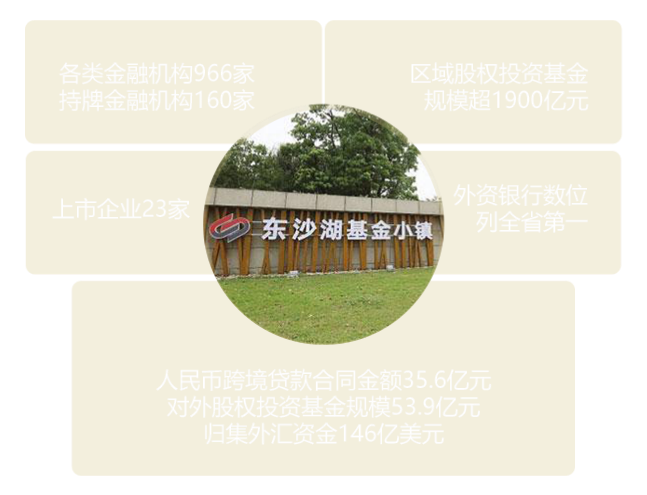 各类金融机构966家
持牌金融机构160家
区域股权投资基金
规模超1900亿元
上市企业23家
东沙湖基金小镇
外资银行数位
列全省第一
人民币跨境贷款合同金额35.6亿元
对外股权投资基金规模53.9亿元
归集外汇资金146亿美元